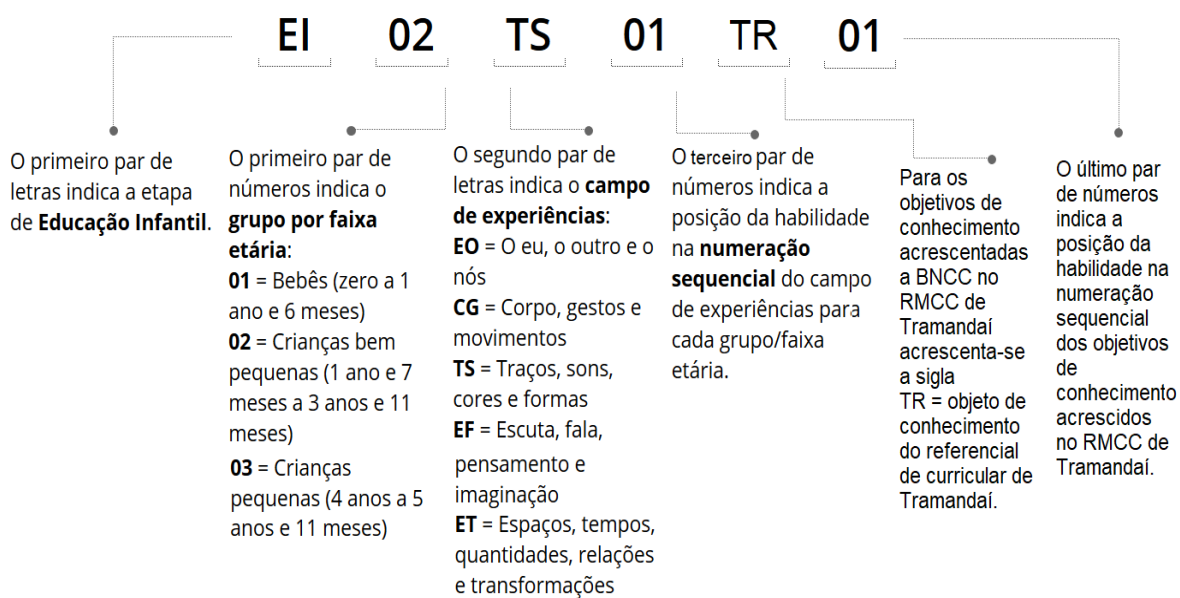 EI 02 TS 01 TR 01
O primeiro par de
letras indica a etapa
de Educação Infantil.
O primeiro par de
números indica o
grupo por faixa
etária:
01 = Bebês (zero a 1
ano e 6 meses)
02 = Crianças bem
pequenas (1 ano e 7
meses a 3 anos e 11
meses)
03 = Crianças
pequenas (4 anos a 5
anos e 11 meses)
O segundo par de
letras indica o campo
de experiências:
EO = O eu, o outro e o
nós
CG = Corpo, gestos e
movimentos
TS = Traços, sons,
cores e formas
EF = Escuta, fala,
pensamento e
imaginação
ET = Espaços, tempos,
quantidades, relações
e transformações
O terceiro par de
números indica a
posição da habilidade
na numeração
sequencial do campo
de experiências para
cada grupo/faixa
etária.
Para os
objetivos de
conhecimento
acrescentadas
a BNCC no
RMCC de
Tramandaí
acrescenta-se
a sigla
TR = objeto de
conhecimento
do referencial
de curricular de
Tramandaí.
O último par
de números
indica a
posição da
habilidade na
numeração
sequencial
dos objetivos
de
conhecimento
acrescidos
no RMCC de
Tramandaí.